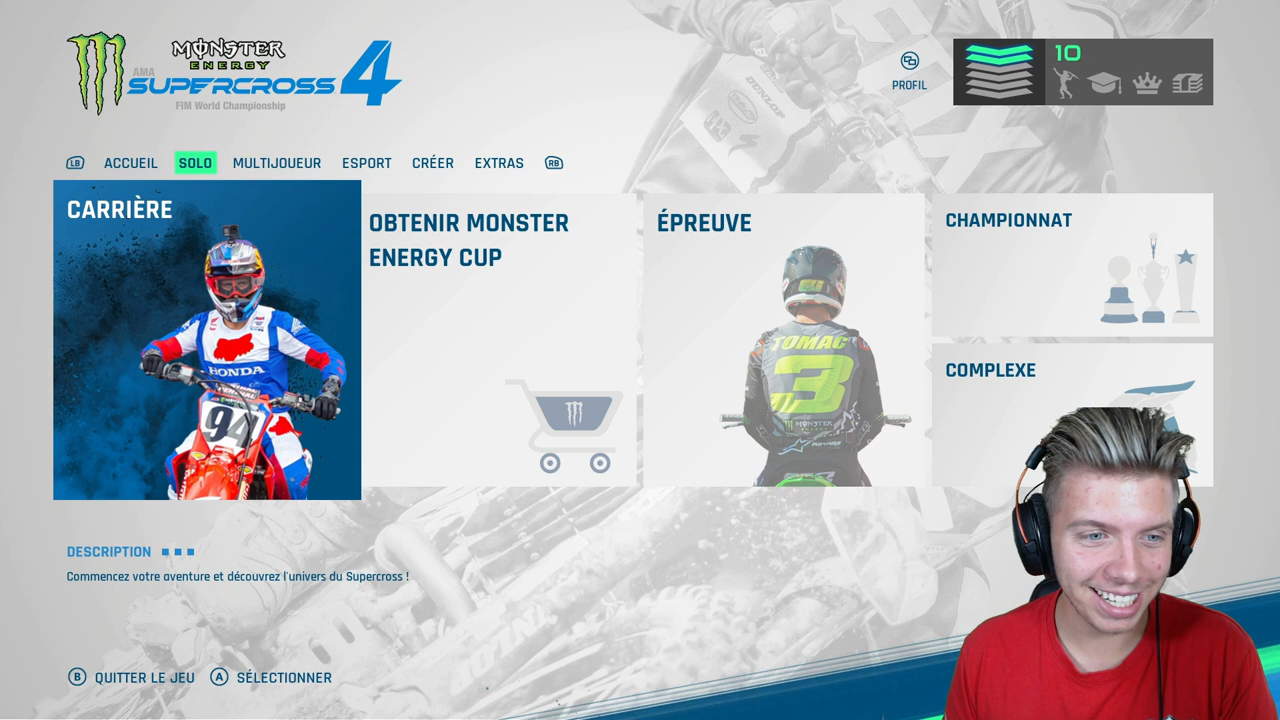 MONSTER
ENERGY
AMA
SUPERCROSS 4
FIM World Championship
PROFIL
10
LB ACCUEIL SOLO MULTIJOUEUR ESPORT CRÉER EXTRAS RB
CARRIÈRE
HONDA
94
OBTENIR MONSTER
ENERGY CUP
ÉPREUVE
TOMAC
3
MONSTER
CHAMPIONNAT
COMPLEXE
DUNLOP
DESCRIPTION
Commencez votre aventure et découvrez l'univers du Supercross !
B QUITTER LE JEU A SÉLECTIONNER